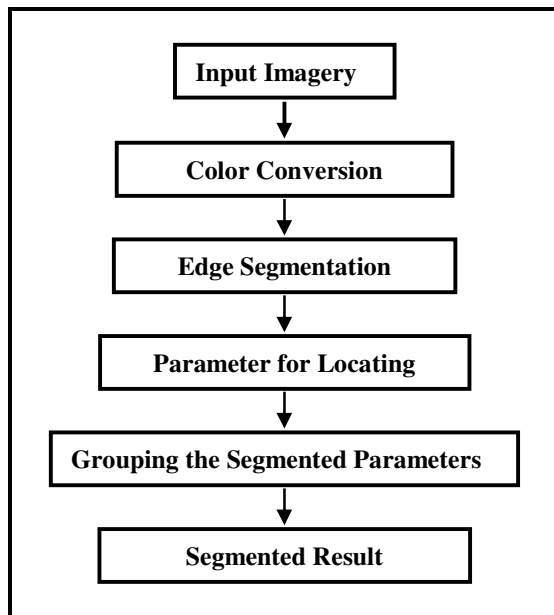 Input Imagery
Color Conversion
Edge Segmentation
Parameter for Locating
Grouping the Segmented Parameters
Segmented Result